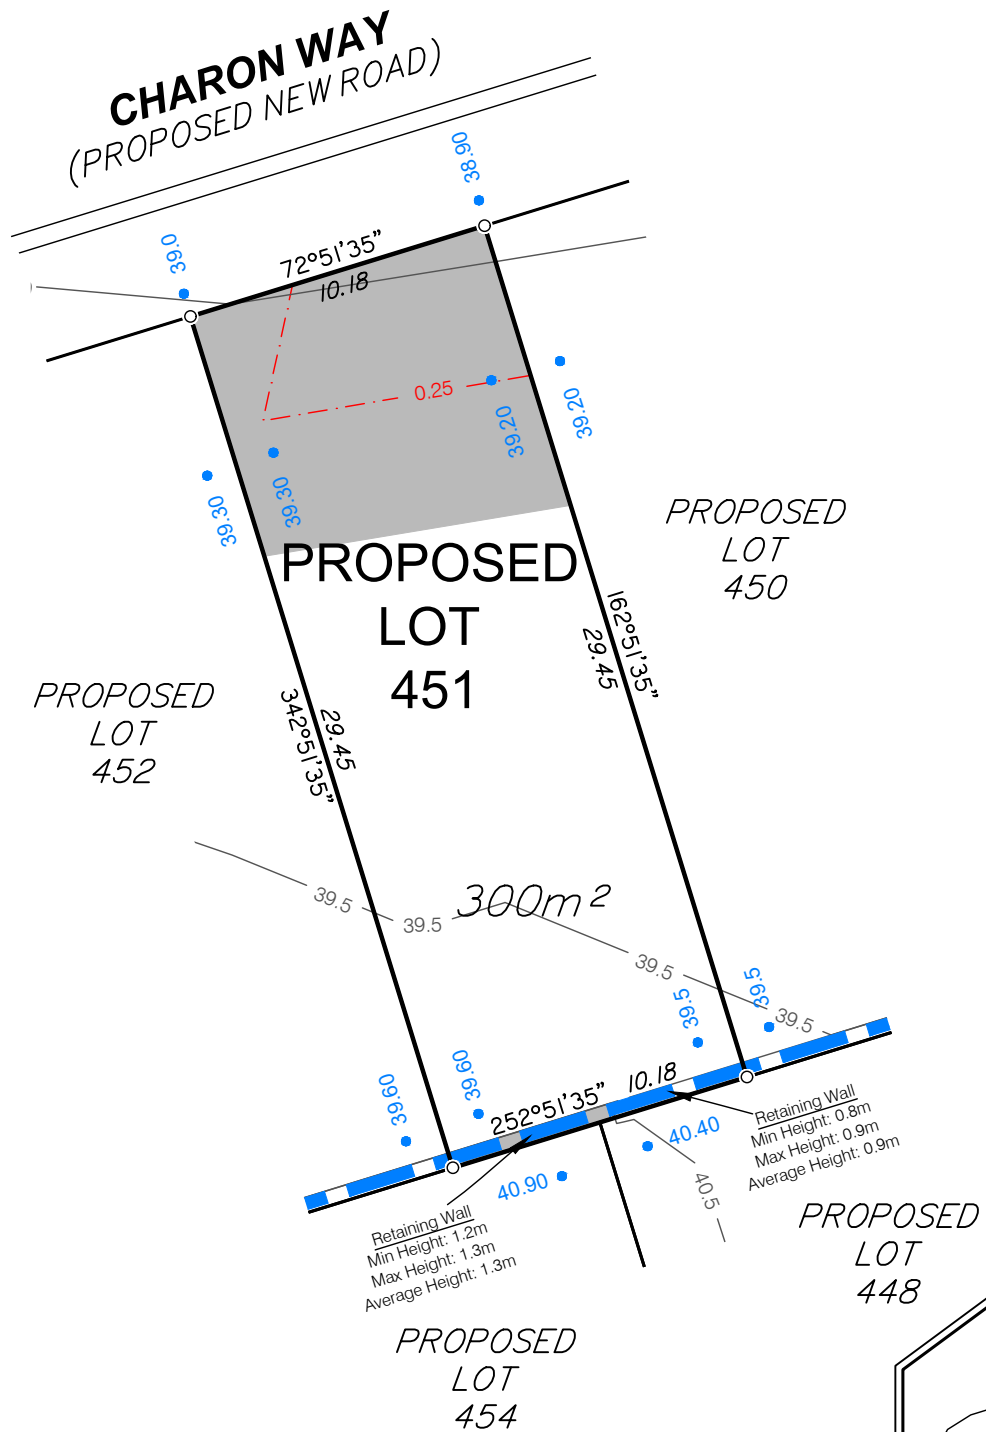 CHARON WAY
(PROPOSED NEW ROAD)
38.90
39.0
72°51'35"
10.18
0.25
39.20
39.20
39.30
39.30
PROPOSED
LOT
450
PROPOSED
LOT
451
162°51'35"
29.45
PROPOSED
LOT
452
29.45
342°51'35"
300m²
39.5
39.5
39.5
39.5
39.5
39.5
39.60
39.60
252°51'35"
10.18
Retaining Wall
Min Height: 0.8m
Max Height: 0.9m
Average Height: 0.9m
40.40
40.90
40.5
Retaining Wall
Min Height: 1.2m
Max Height: 1.3m
Average Height: 1.3m
PROPOSED
LOT
448
PROPOSED
LOT
454